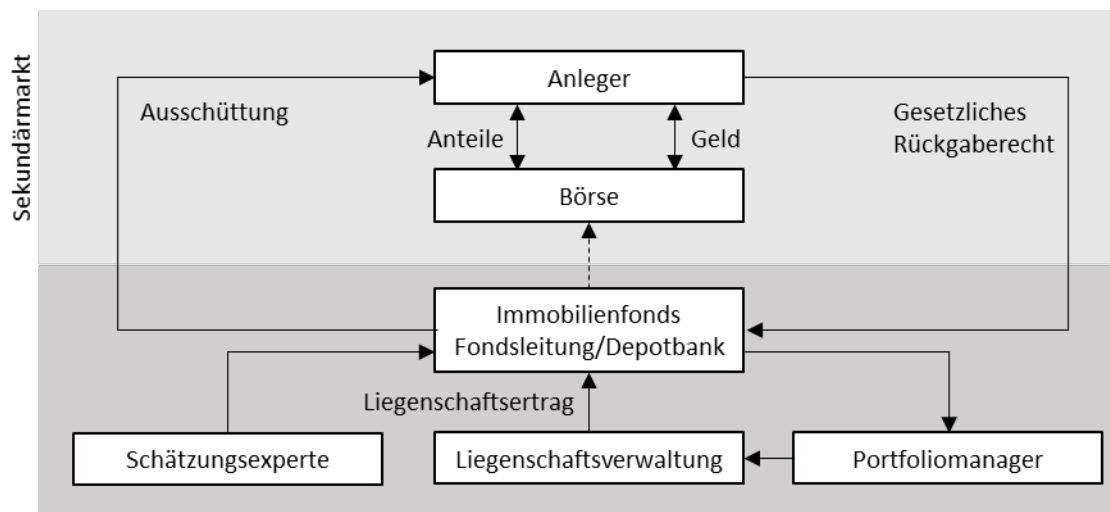 Sekundärmarkt
Anleger
Ausschüttung
Gesetzliches
Rückgaberecht
Anteile
Geld
Börse
Immobilienfonds
Fondsleitung/Depotbank
Liegenschaftsertrag
Schätzungsexperte
Liegenschaftsverwaltung
Portfoliomanager